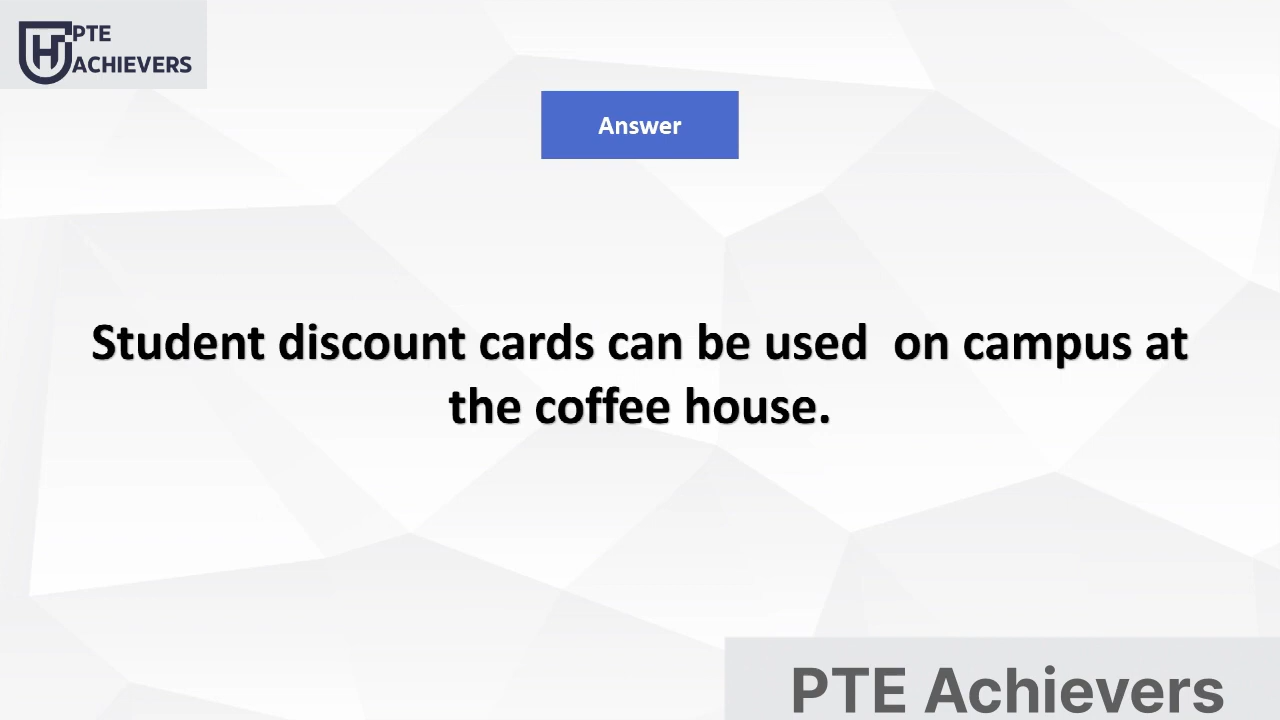 PTE
ACHIEVERS
Answer
Student discount cards can be used  on campus at
the coffee house.
PTE Achievers